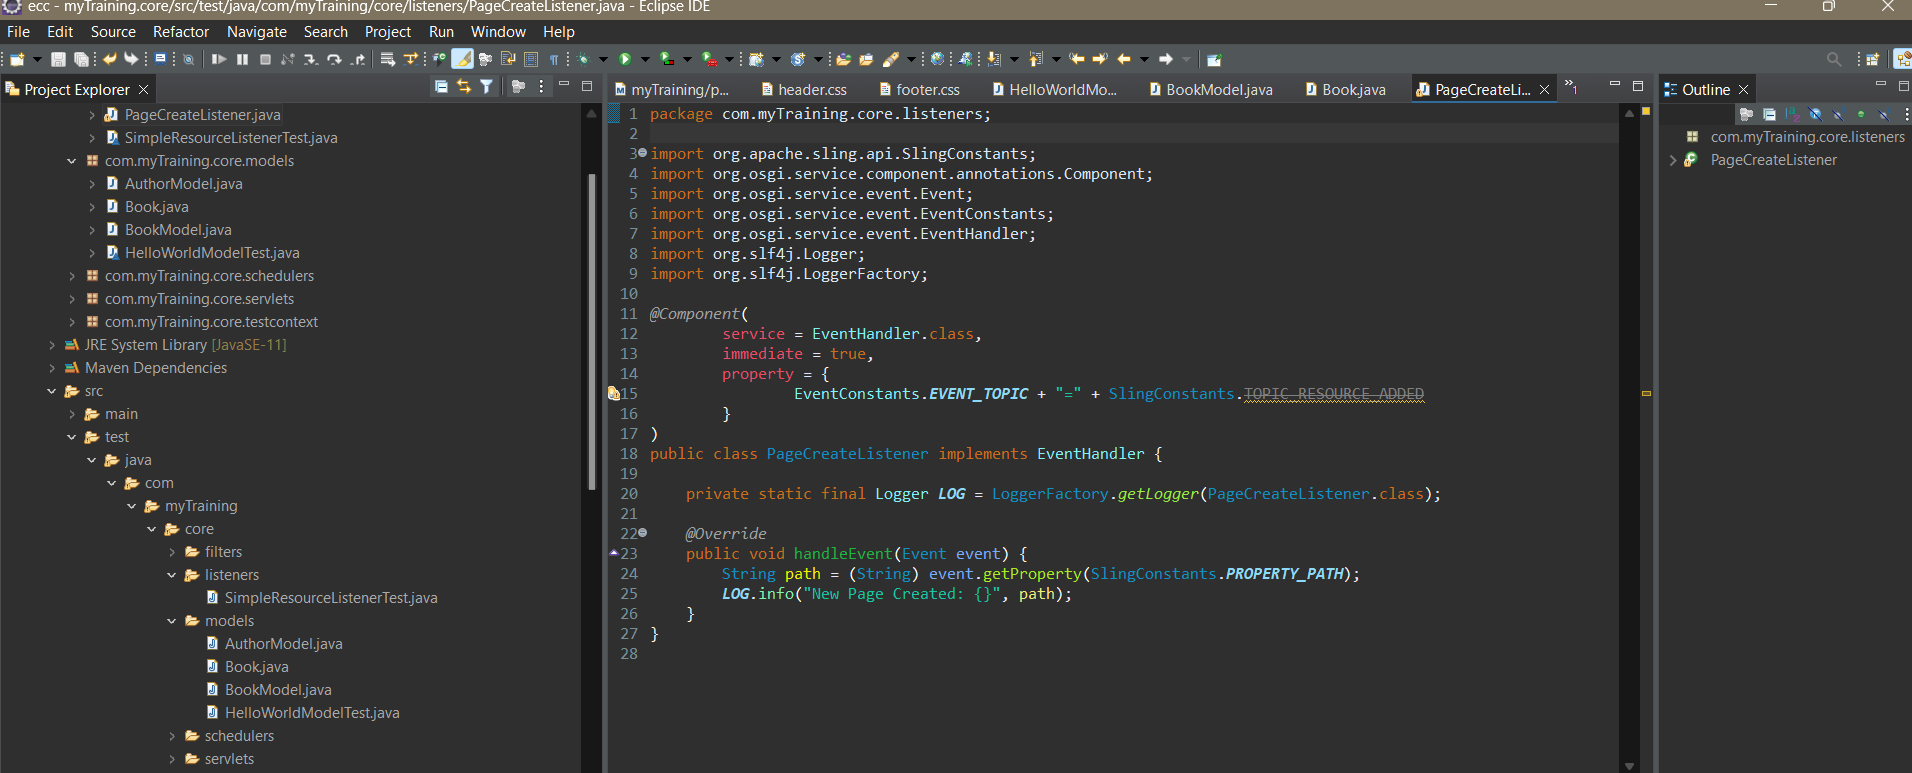 ecc - myTraining.core/src/test/java/com/myTraining/core/listeners/PageCreateListener.java - Eclipse IDE
File Edit Source Refactor Navigate Search Project Run Window Help
Project Explorer
PageCreateListener.java
SimpleResourceListenerTest.java
com.myTraining.core.models
AuthorModel.java
Book.java
BookModel.java
HelloWorldModelTest.java
com.myTraining.core.schedulers
com.myTraining.core.servlets
com.myTraining.core.testcontext
JRE System Library [JavaSE-11]
Maven Dependencies
src
main
test
java
com
myTraining
core
filters
listeners
SimpleResourceListenerTest.java
models
AuthorModel.java
Book.java
BookModel.java
HelloWorldModelTest.java
schedulers
servlets
myTraining/p... header.css footer.css HelloWorldMo... BookModel.java Book.java PageCreateLi... »1
1 package com.myTraining.core.listeners;
2
3 import org.apache.sling.api.SlingConstants;
4 import org.osgi.service.component.annotations.Component;
5 import org.osgi.service.event.Event;
6 import org.osgi.service.event.EventConstants;
7 import org.osgi.service.event.EventHandler;
8 import org.slf4j.Logger;
9 import org.slf4j.LoggerFactory;
10
11 @Component(
12 service = EventHandler.class,
13 immediate = true,
14 property = {
15 EventConstants.EVENT_TOPIC + "=" + SlingConstants.TOPIC_RESOURCE_ADDED
16 }
17 )
18 public class PageCreateListener implements EventHandler {
19
20 private static final Logger LOG = LoggerFactory.getLogger(PageCreateListener.class);
21
22 @Override
23 public void handleEvent(Event event) {
24 String path = (String) event.getProperty(SlingConstants.PROPERTY_PATH);
25 LOG.info("New Page Created: {}", path);
26 }
27 }
28
Outline
com.myTraining.core.listeners
PageCreateListener